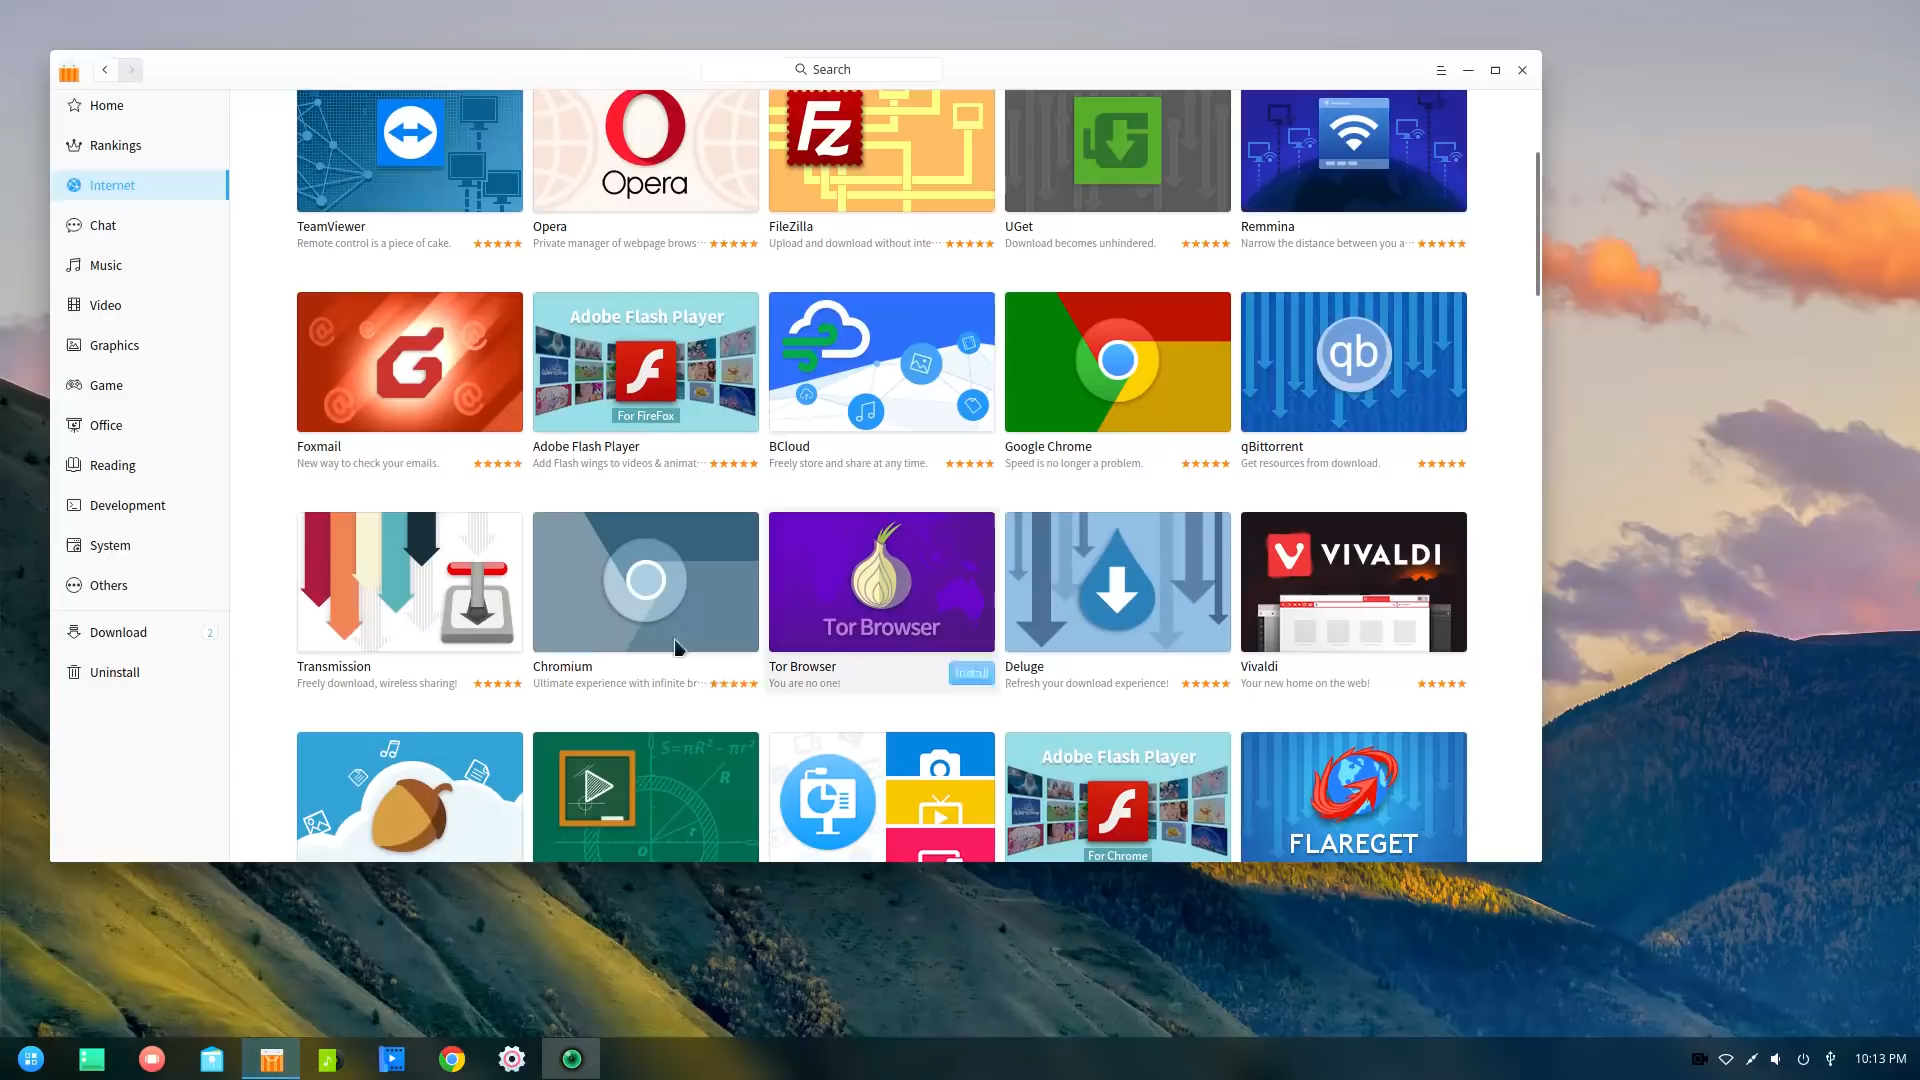 Search
Home
Rankings
Internet
Chat
Music
Video
Graphics
Game
Office
Reading
Development
System
Others
Download 2
Uninstall
Opera
Fz
TeamViewer
Remote control is a piece of cake.
Opera
Private manager of webpage brows···
FileZilla
Upload and download without inte···
UGet
Download becomes unhindered.
Remmina
Narrow the distance between you a···
Adobe Flash Player
For FireFox
qb
Foxmail
New way to check your emails.
Adobe Flash Player
Add Flash wings to videos & animat···
BCloud
Freely store and share at any time.
Google Chrome
Speed is no longer a problem.
qBittorrent
Get resources from download.
Tor Browser
VIVALDI
Transmission
Freely download, wireless sharing!
Chromium
Ultimate experience with infinite br···
Tor Browser
You are no one!
Install
Deluge
Refresh your download experience!
Vivaldi
Your new home on the web!
S=πR² - πr²
R
r
O
Adobe Flash Player
For Chrome
FLAREGET
10:13 PM